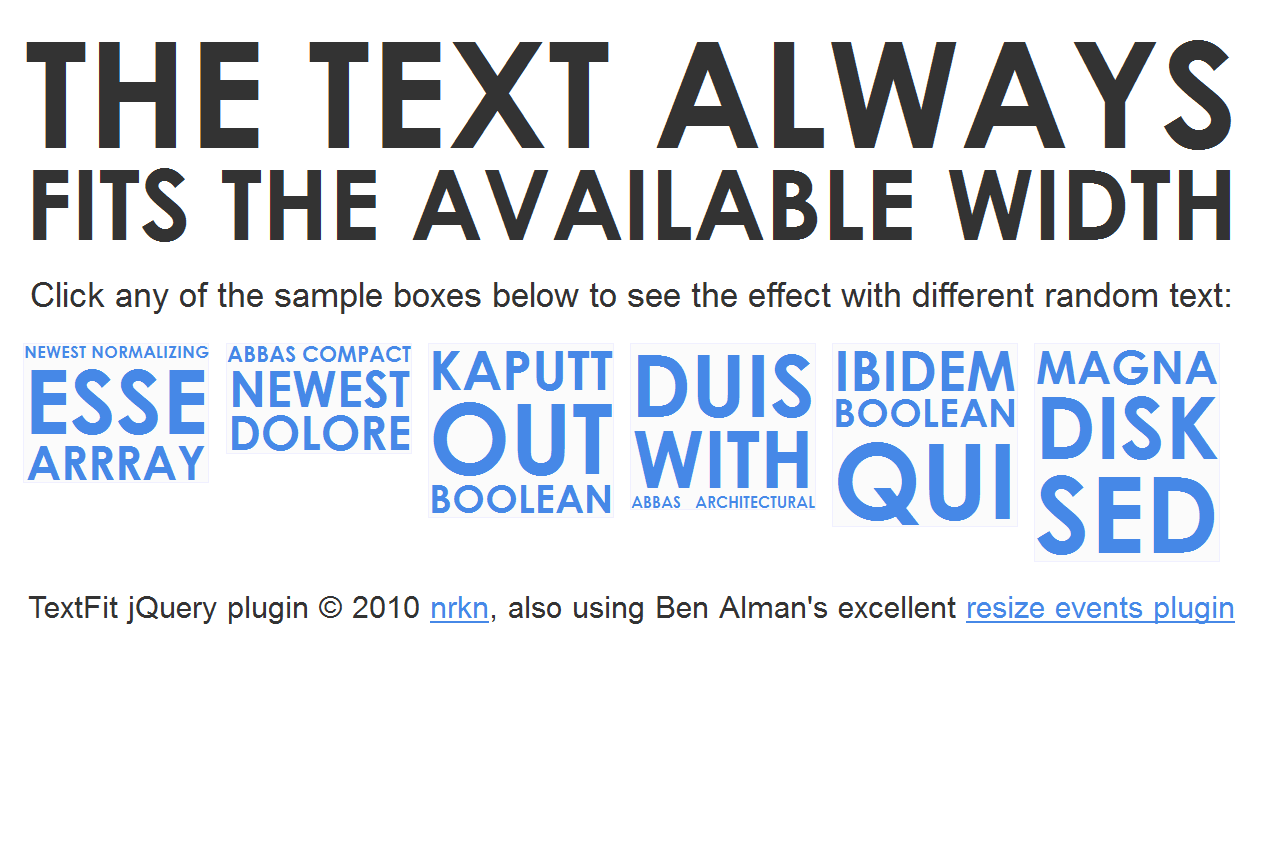 THE TEXT ALWAYS
FITS THE AVAILABLE WIDTH
Click any of the sample boxes below to see the effect with different random text:
NEWEST NORMALIZING
ESSE
ARRRAY
ABBAS COMPACT
NEWEST
DOLORE
KAPUTT
OUT
BOOLEAN
DUIS
WITH
ABBAS ARCHITECTURAL
IBIDEM
BOOLEAN
QUI
MAGNA
DISK
SED
TextFit jQuery plugin © 2010 nrkn, also using Ben Alman's excellent resize events plugin